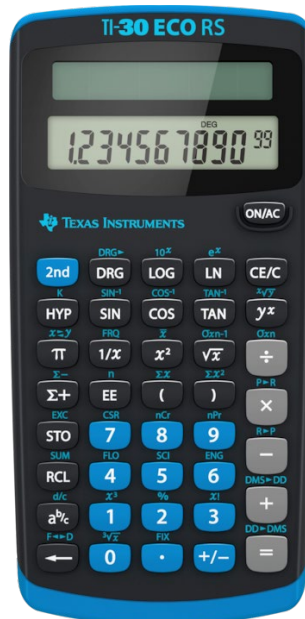 TI-30 ECO RS
DEG
1.234567890 99
TEXAS INSTRUMENTS
ON/AC
DRG► 10ˣ eˣ
2nd DRG LOG LN CE/C
K SIN⁻¹ COS⁻¹ TAN⁻¹ ˣ√y
HYP SIN COS TAN yˣ
x⇆y FRQ x̄ σxn-1 σxn
π 1/x x² √x ÷
Σ− n Σx Σx² P►R
Σ+ EE ( ) ×
EXC CSR nCr nPr R►P
STO 7 8 9 −
SUM FLO SCI ENG DMS►DD
RCL 4 5 6 +
d/c x³ % x! DD►DMS
aᵇ/c 1 2 3 =
F◄►D ³√x FIX
← 0 · +/−